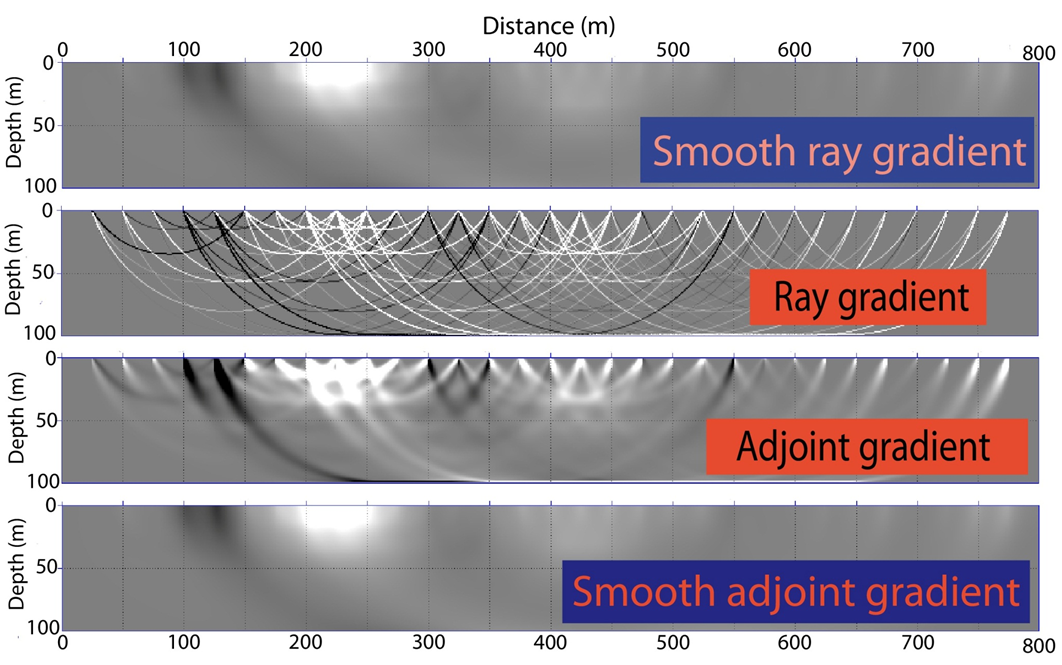 Distance (m)
0 100 200 300 400 500 600 700 800
Depth (m)
0
50
100
Smooth ray gradient
Depth (m)
0
50
100
Ray gradient
Depth (m)
0
50
100
Adjoint gradient
Depth (m)
0
50
100
Smooth adjoint gradient
0 100 200 300 400 500 600 700 800